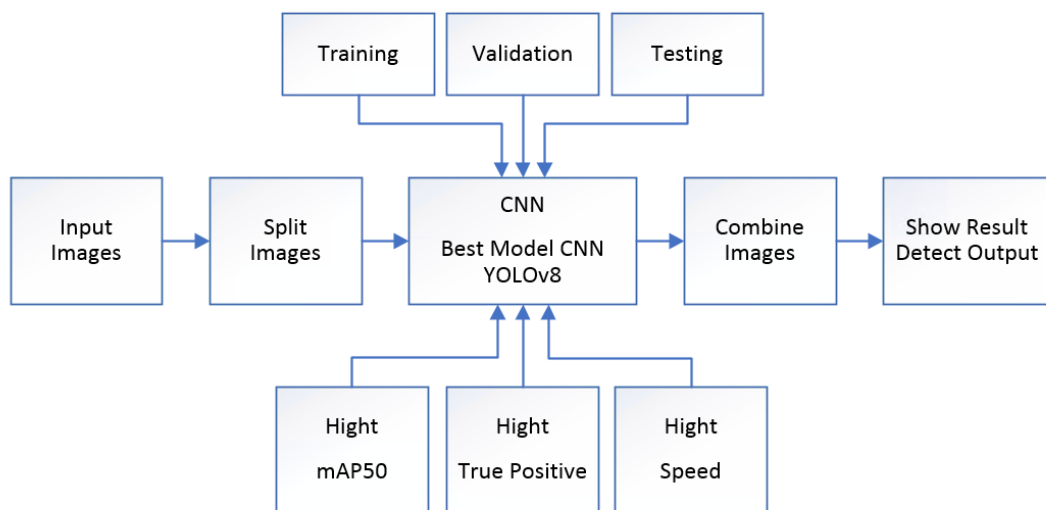 Training
Validation
Testing
Input
Images
Split
Images
CNN
Best Model CNN
YOLOv8
Combine
Images
Show Result
Detect Output
Hight
mAP50
Hight
True Positive
Hight
Speed